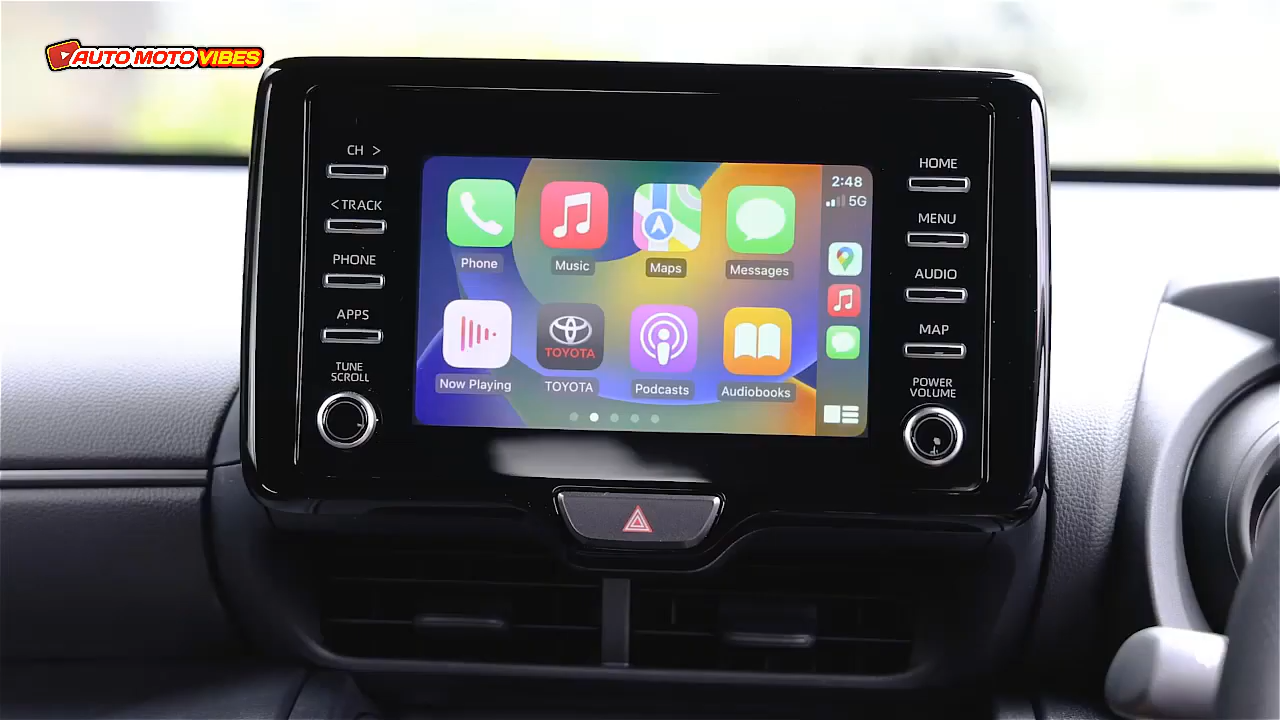 AUTO MOTO VIBES
CH >
< TRACK
PHONE
APPS
TUNE
SCROLL
Phone
Music
Maps
Messages
Now Playing
TOYOTA
TOYOTA
Podcasts
Audiobooks
2:48
5G
HOME
MENU
AUDIO
MAP
POWER
VOLUME